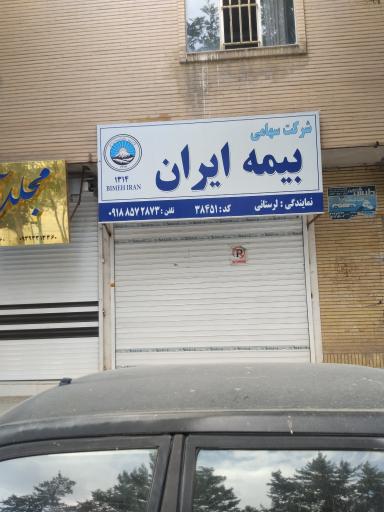 شرکت سهامی
بیمه ایران
۱۳۱۴
BIMEH IRAN
نمایندگی : لرستانی کد : ۳۸۴۵۱ تلفن : ۰۹۱۸۸۵۷۲۸۷۳